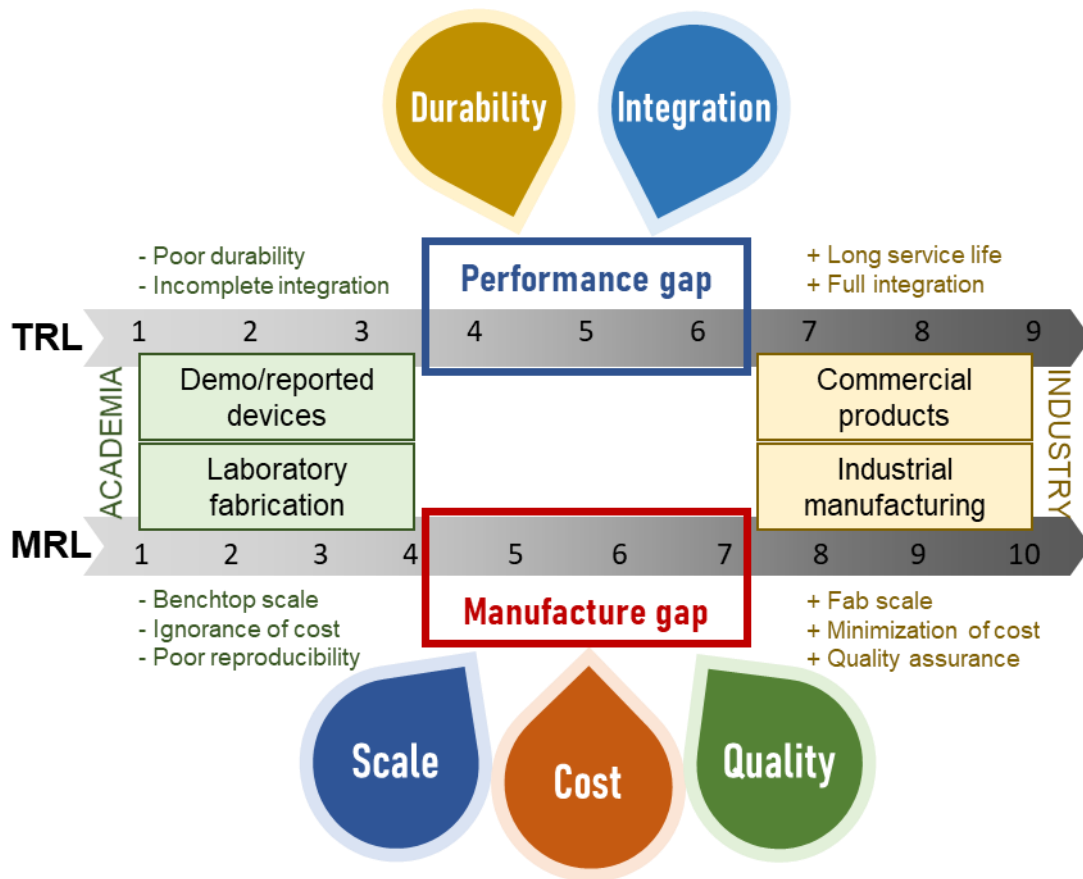 Durability
Integration
- Poor durability
- Incomplete integration
Performance gap
+ Long service life
+ Full integration
TRL
1 2 3 4 5 6 7 8 9
ACADEMIA
Demo/reported
devices
Laboratory
fabrication
Commercial
products
Industrial
manufacturing
INDUSTRY
MRL
1 2 3 4 5 6 7 8 9 10
- Benchtop scale
- Ignorance of cost
- Poor reproducibility
Manufacture gap
+ Fab scale
+ Minimization of cost
+ Quality assurance
Scale
Cost
Quality